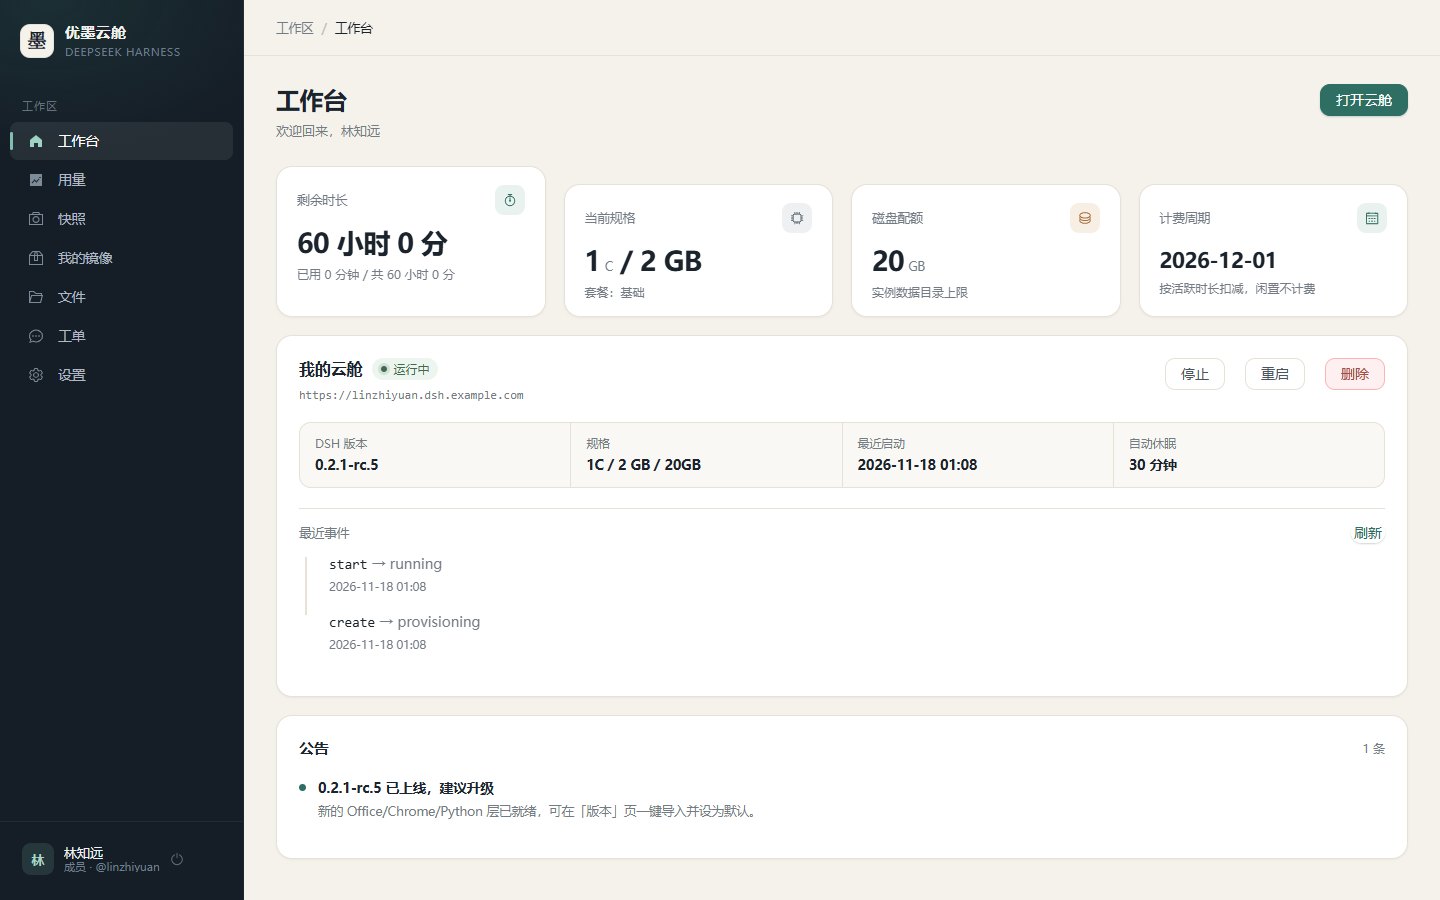 墨
优墨云舱
DEEPSEEK HARNESS
工作区
工作台
用量
快照
我的镜像
文件
工单
设置
林
林知远
成员 · @linzhiyuan
工作区 / 工作台
工作台
欢迎回来，林知远
打开云舱
剩余时长
60 小时 0 分
已用 0 分钟 / 共 60 小时 0 分
当前规格
1 C / 2 GB
套餐：基础
磁盘配额
20 GB
实例数据目录上限
计费周期
2026-12-01
按活跃时长扣减，闲置不计费
我的云舱 运行中
https://linzhiyuan.dsh.example.com
停止 重启 删除
DSH 版本
0.2.1-rc.5
规格
1C / 2 GB / 20GB
最近启动
2026-11-18 01:08
自动休眠
30 分钟
最近事件 刷新
start → running
2026-11-18 01:08
create → provisioning
2026-11-18 01:08
公告 1 条
0.2.1-rc.5 已上线，建议升级
新的 Office/Chrome/Python 层已就绪，可在「版本」页一键导入并设为默认。